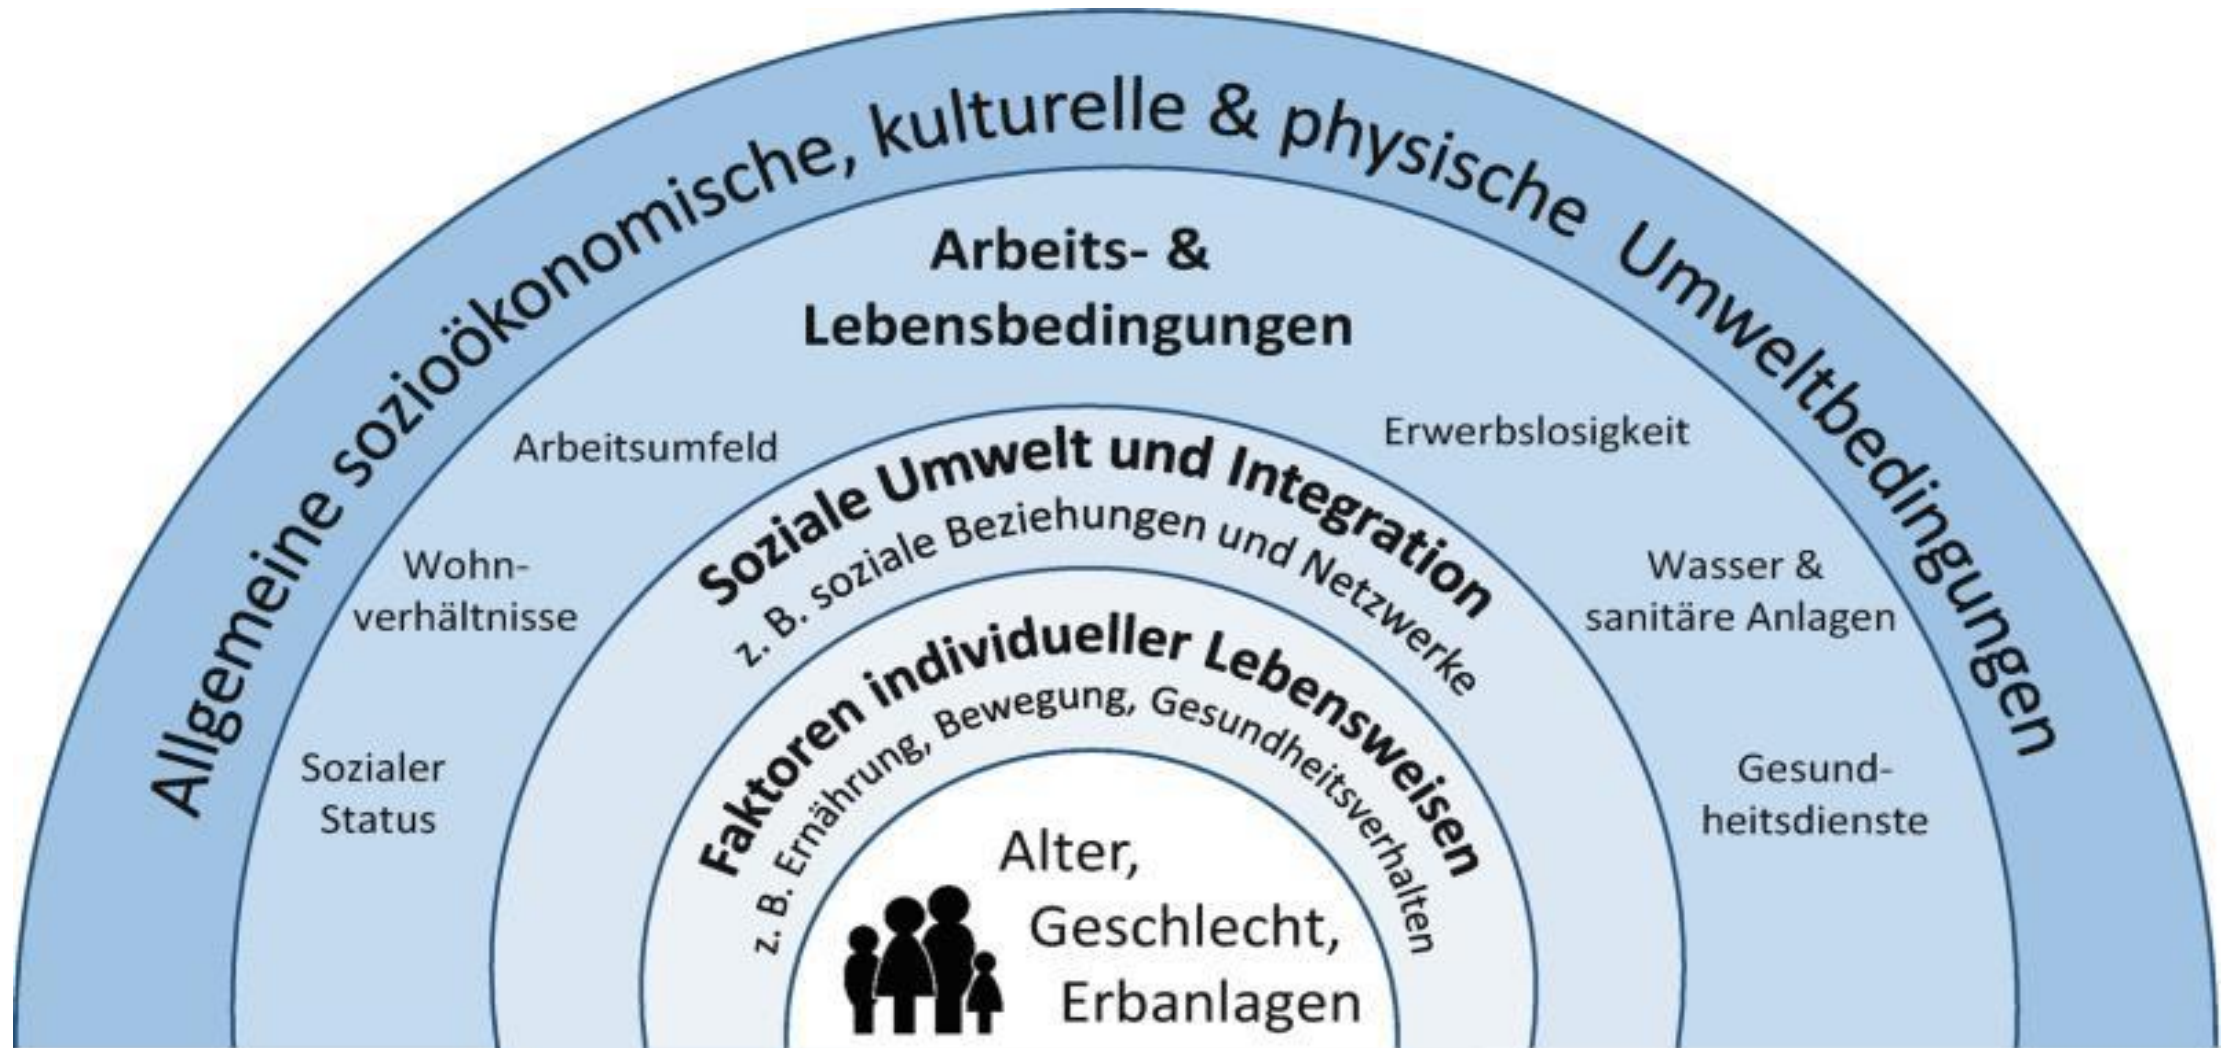 Allgemeine sozioökonomische, kulturelle & physische Umweltbedingungen
Arbeits- &
Lebensbedingungen
Arbeitsumfeld
Erwerbslosigkeit
Wohn-
verhältnisse
Wasser &
sanitäre Anlagen
Sozialer
Status
Gesund-
heitsdienste
Soziale Umwelt und Integration
z. B. soziale Beziehungen und Netzwerke
Faktoren individueller Lebensweisen
z. B. Ernährung, Bewegung, Gesundheitsverhalten
Alter,
Geschlecht,
Erbanlagen